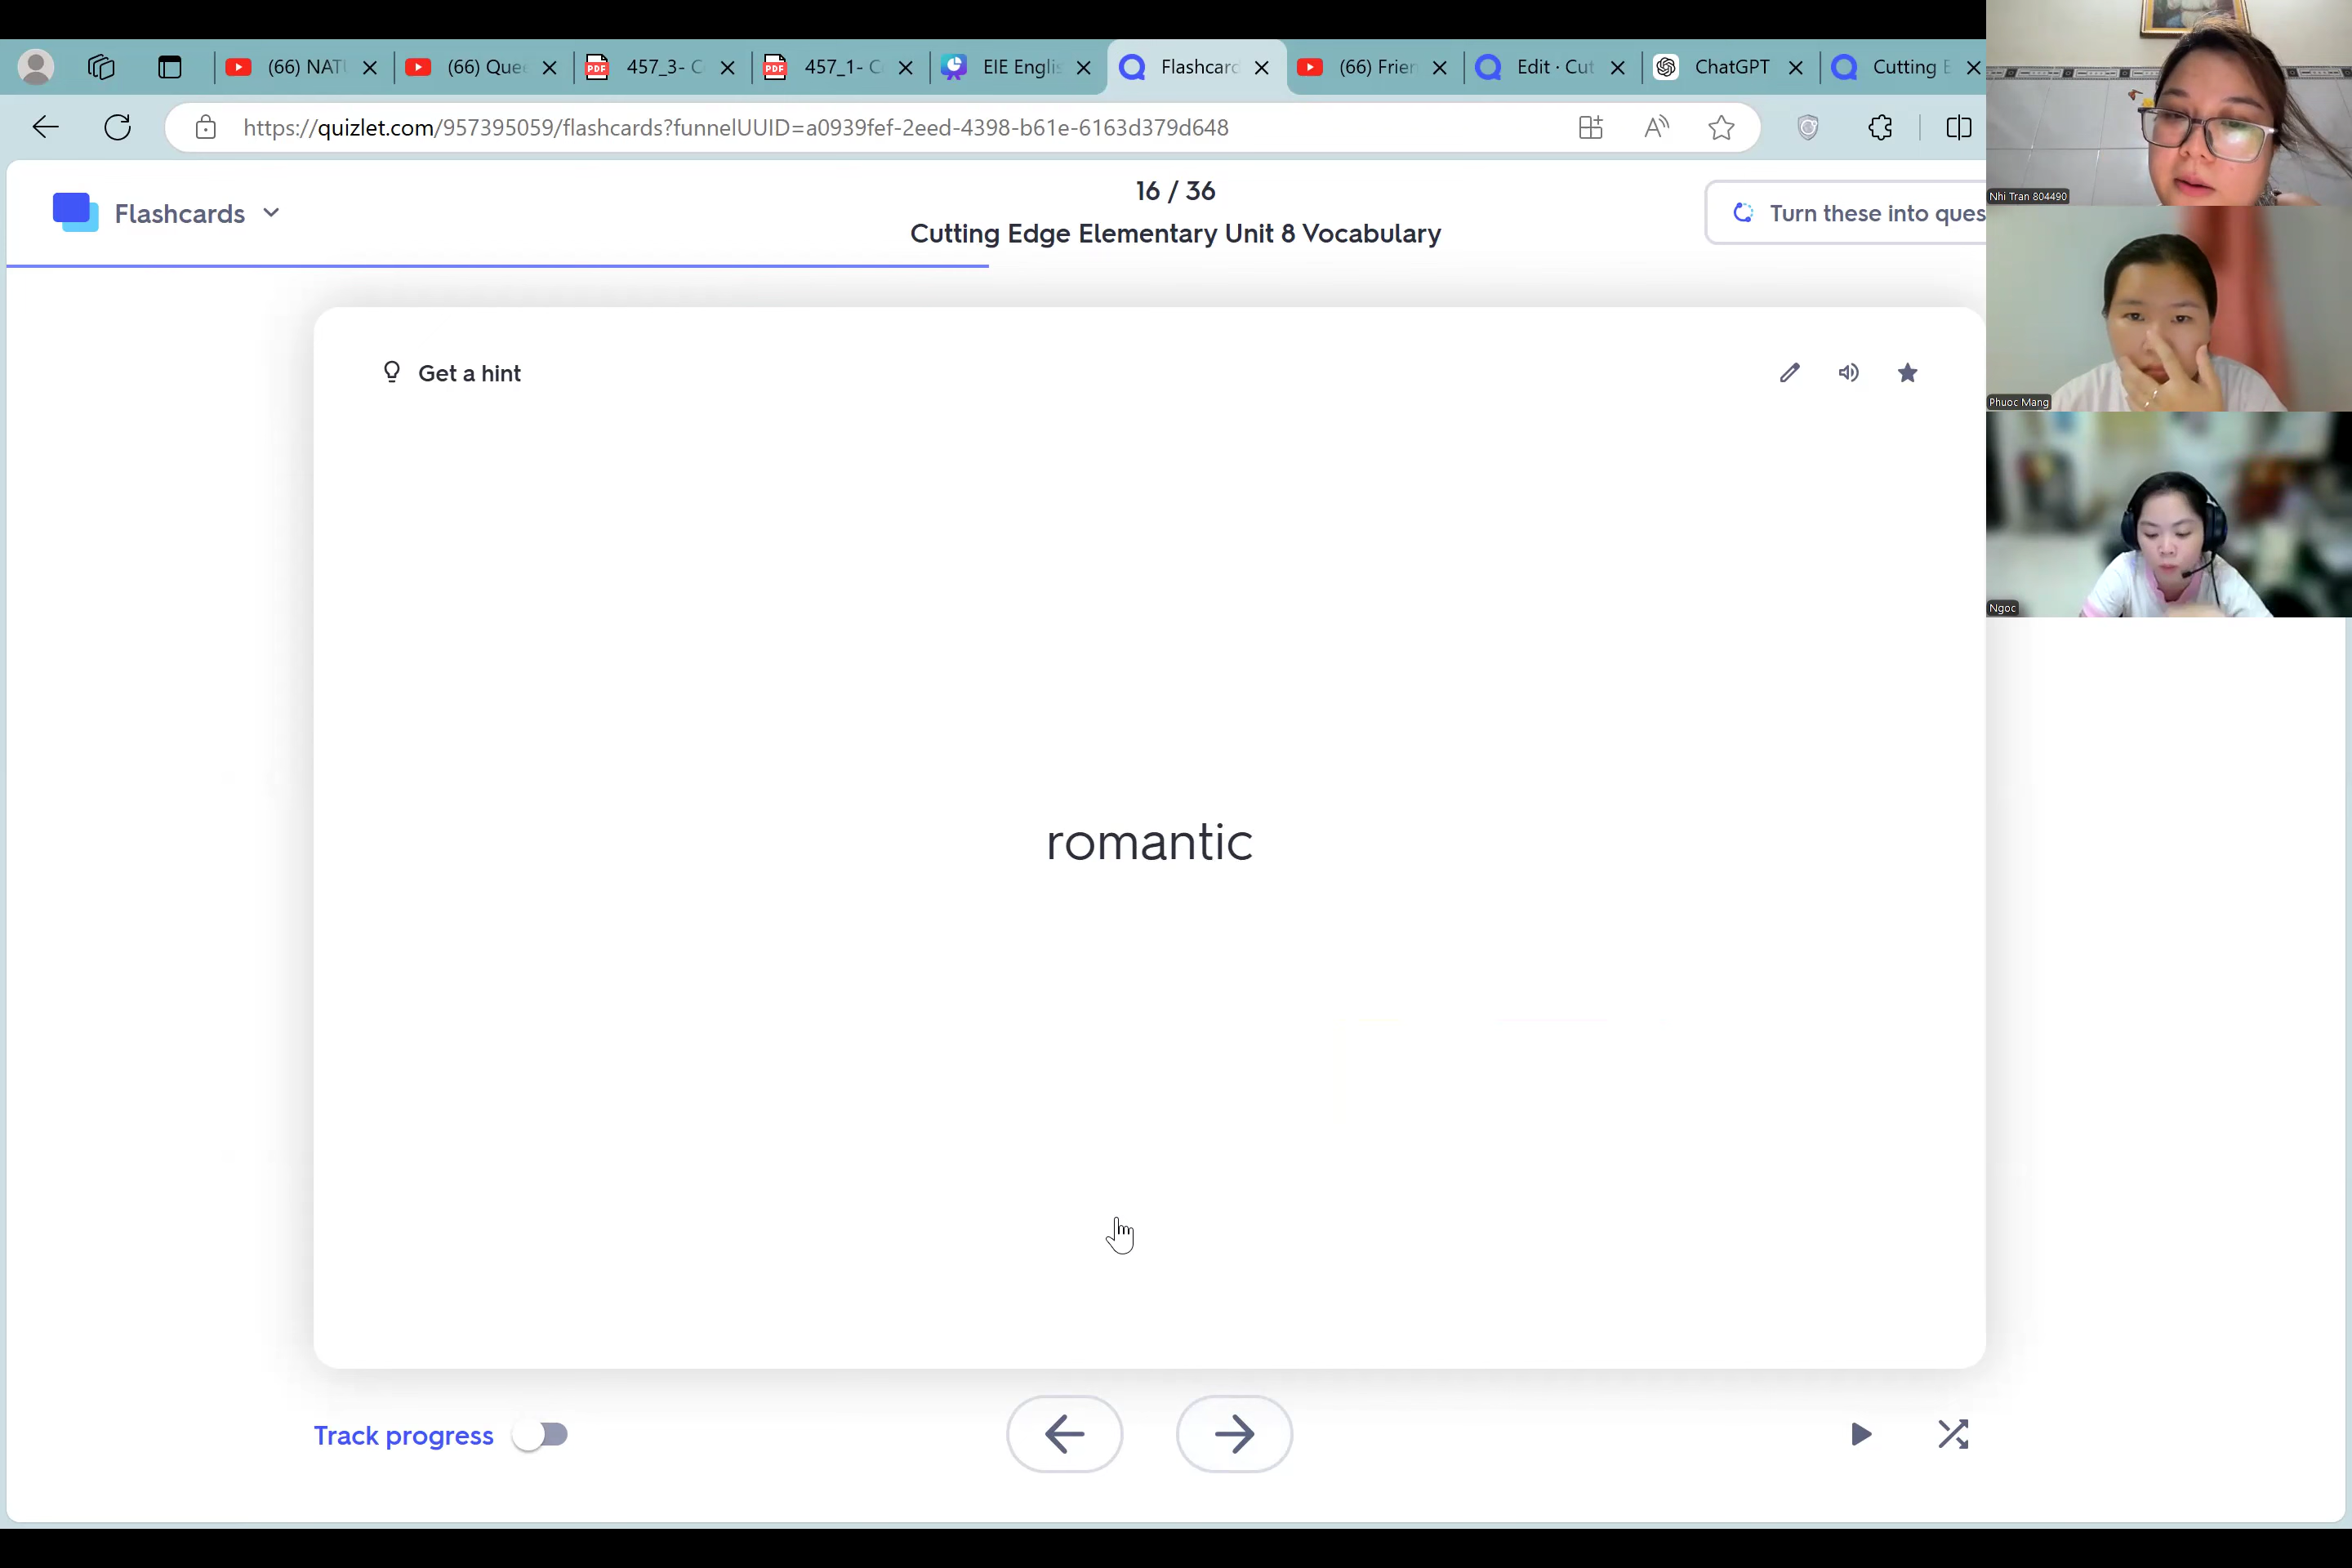 (66) NAT
(66) Que
457_3- C
457_1- C
EIE Englis
Flashcard
(66) Frien
Edit · Cut
ChatGPT
Cutting E
https://quizlet.com/957395059/flashcards?funnelUUID=a0939fef-2eed-4398-b61e-6163d379d648
Flashcards
16 / 36
Cutting Edge Elementary Unit 8 Vocabulary
Turn these into ques
Get a hint
romantic
Track progress
Nhi Tran 804490
Phuoc Mang
Ngoc